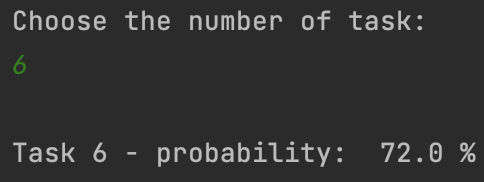 Choose the number of task:
6
Task 6 - probability:  72.0 %